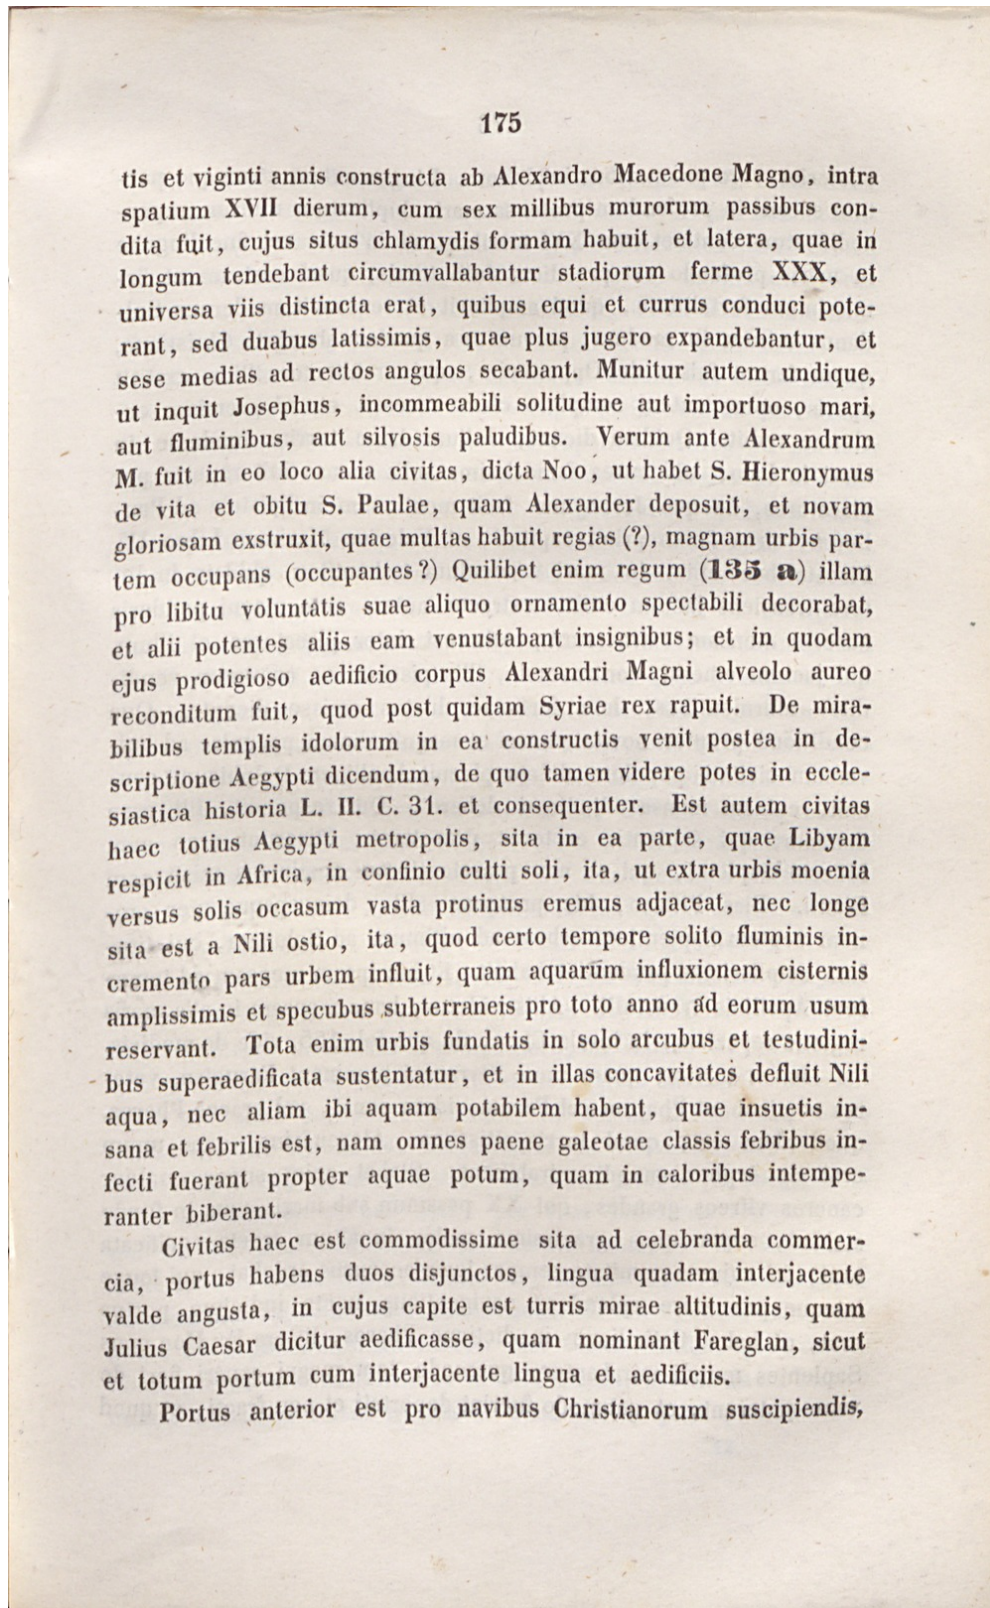 175
tis et viginti annis constructa ab Alexandro Macedone Magno, intra
spatium XVII dierum, cum sex millibus murorum passibus con-
dita fuit, cujus situs chlamydis formam habuit, et latera, quae in
longum tendebant circumvallabantur stadiorum ferme XXX, et
universa viis distincta erat, quibus equi et currus conduci pote-
rant, sed duabus latissimis, quae plus jugero expandebantur, et
sese medias ad rectos angulos secabant. Munitur autem undique,
ut inquit Josephus, incommeabili solitudine aut importuoso mari,
aut fluminibus, aut silvosis paludibus. Verum ante Alexandrum
M. fuit in eo loco alia civitas, dicta Noo, ut habet S. Hieronymus
de vita et obitu S. Paulae, quam Alexander deposuit, et novam
gloriosam exstruxit, quae multas habuit regias (?), magnam urbis par-
tem occupans (occupantes?) Quilibet enim regum (135 a) illam
pro libitu voluntatis suae aliquo ornamento spectabili decorabat,
et alii potentes aliis eam venustabant insignibus; et in quodam
ejus prodigioso aedificio corpus Alexandri Magni alveolo aureo
reconditum fuit, quod post quidam Syriae rex rapuit. De mira-
bilibus templis idolorum in ea constructis venit postea in de-
scriptione Aegypti dicendum, de quo tamen videre potes in eccle-
siastica historia L. II. C. 31. et consequenter. Est autem civitas
haec totius Aegypti metropolis, sita in ea parte, quae Libyam
respicit in Africa, in confinio culti soli, ita, ut extra urbis moenia
versus solis occasum vasta protinus eremus adjaceat, nec longe
sita est a Nili ostio, ita, quod certo tempore solito fluminis in-
cremento pars urbem influit, quam aquarum influxionem cisternis
amplissimis et specubus subterraneis pro toto anno ad eorum usum
reservant. Tota enim urbis fundatis in solo arcubus et testudini-
bus superaedificata sustentatur, et in illas concavitates defluit Nili
aqua, nec aliam ibi aquam potabilem habent, quae insuetis in-
sana et febrilis est, nam omnes paene galeotae classis febribus in-
fecti fuerant propter aquae potum, quam in caloribus intempe-
ranter biberant.
Civitas haec est commodissime sita ad celebranda commer-
cia, portus habens duos disjunctos, lingua quadam interjacente
valde angusta, in cujus capite est turris mirae altitudinis, quam
Julius Caesar dicitur aedificasse, quam nominant Fareglan, sicut
et totum portum cum interjacente lingua et aedificiis.
Portus anterior est pro navibus Christianorum suscipiendis,